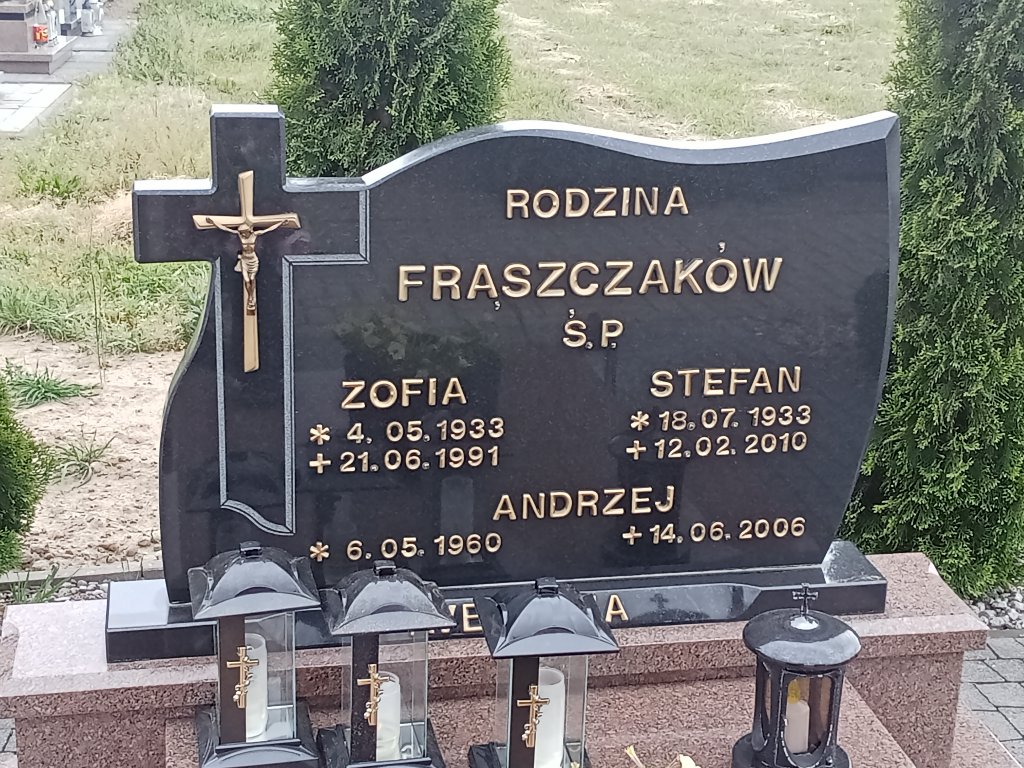 RODZINA
FRĄSZCZAKÓW
Ś.P.
ZOFIA
* 4. 05. 1933
+ 21. 06. 1991
STEFAN
* 18. 07. 1933
+ 12. 02. 2010
ANDRZEJ
* 6. 05. 1960 + 14. 06. 2006